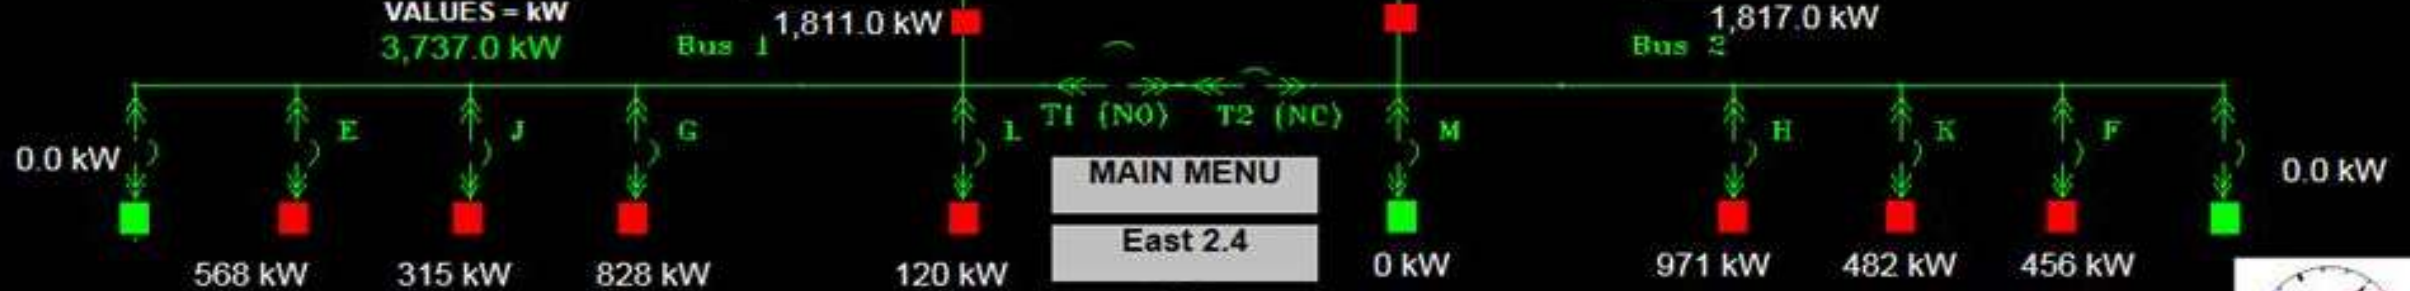 VALUES = kW
3,737.0 kW
Bus 1
1,811.0 kW
1,817.0 kW
Bus 2
0.0 kW
E
J
G
L
T1 (NO)
T2 (NC)
M
H
K
F
0.0 kW
MAIN MENU
East 2.4
568 kW
315 kW
828 kW
120 kW
0 kW
971 kW
482 kW
456 kW